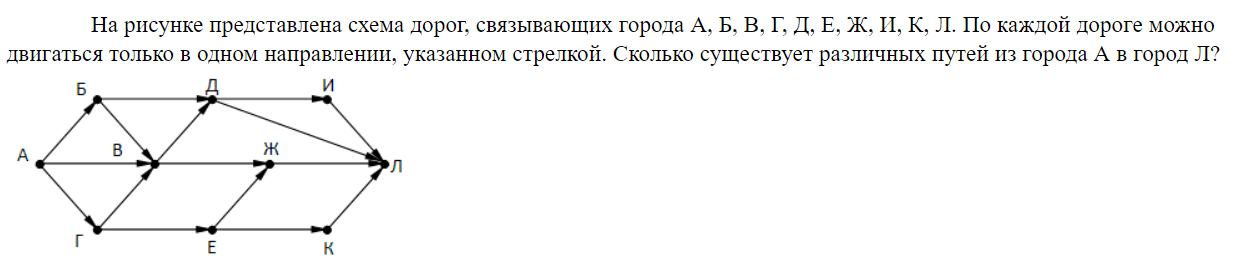 На рисунке представлена схема дорог, связывающих города А, Б, В, Г, Д, Е, Ж, И, К, Л. По каждой дороге можно
двигаться только в одном направлении, указанном стрелкой. Сколько существует различных путей из города А в город Л?
Б Д И
А В Ж Л
Г Е К